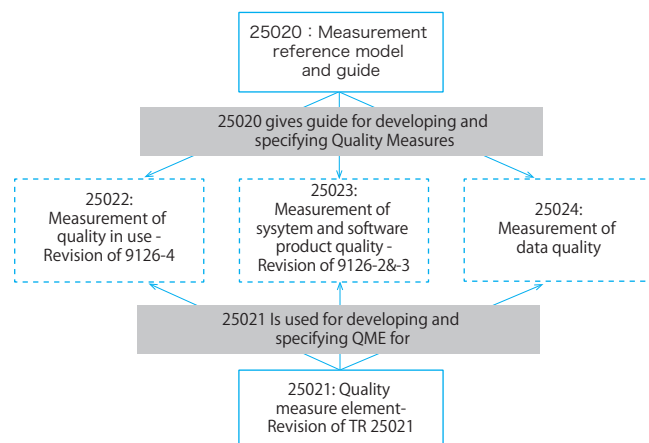 25020：Measurement
reference model
and guide
25020 gives guide for developing and
specifying Quality Measures
25022:
Measurement of
quality in use -
Revision of 9126-4
25023:
Measurement of
sysytem and software
product quality -
Revision of 9126-2&-3
25024:
Measurement of
data quality
25021 Is used for developing and
specifying QME for
25021: Quality
measure element-
Revision of TR 25021